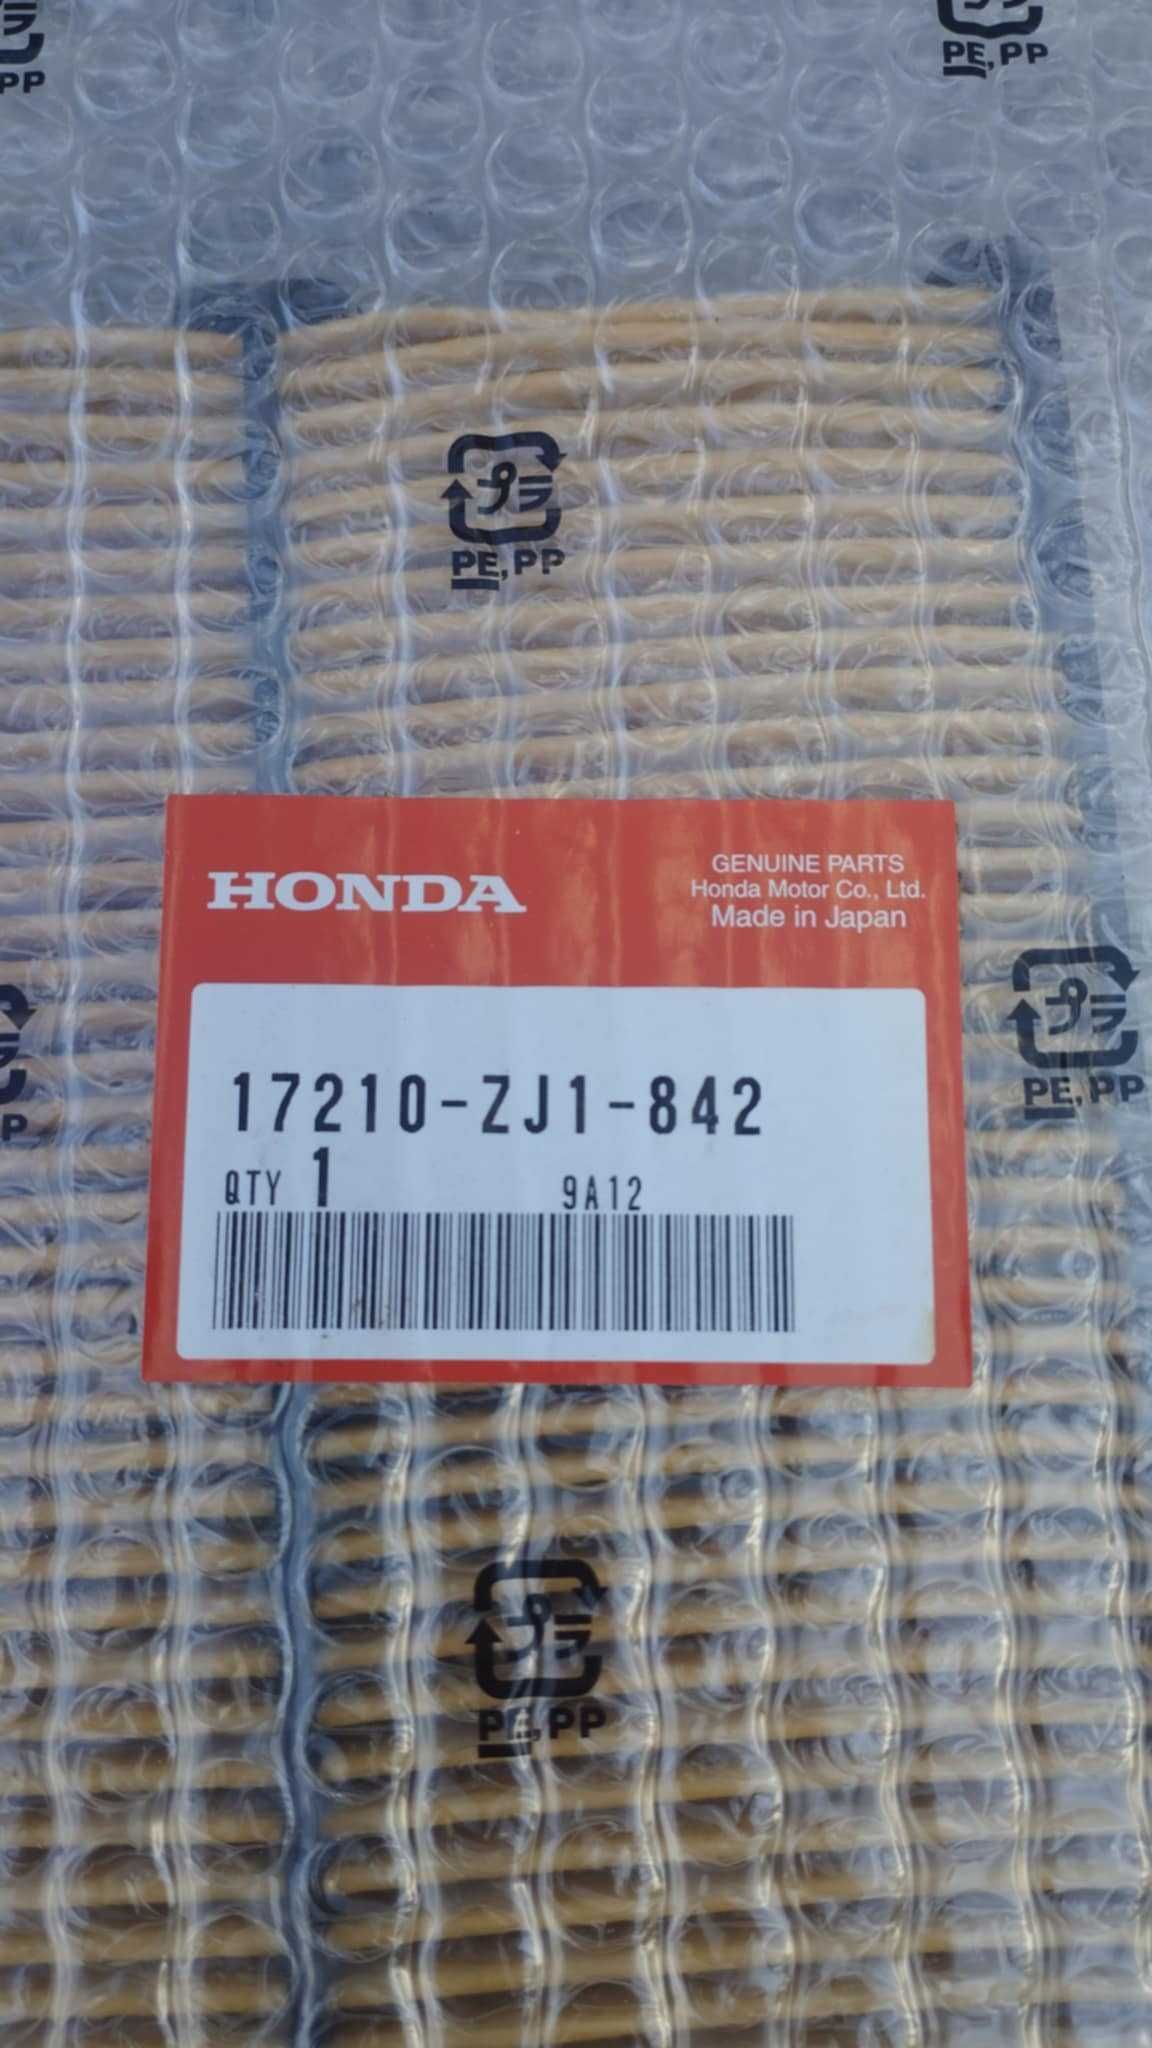 PP
PE, PP
プラ
PE, PP
HONDA
GENUINE PARTS
Honda Motor Co., Ltd.
Made in Japan
プラ
PE, PP
17210-ZJ1-842
QTY 1
9A12
P
プラ
PE, PP